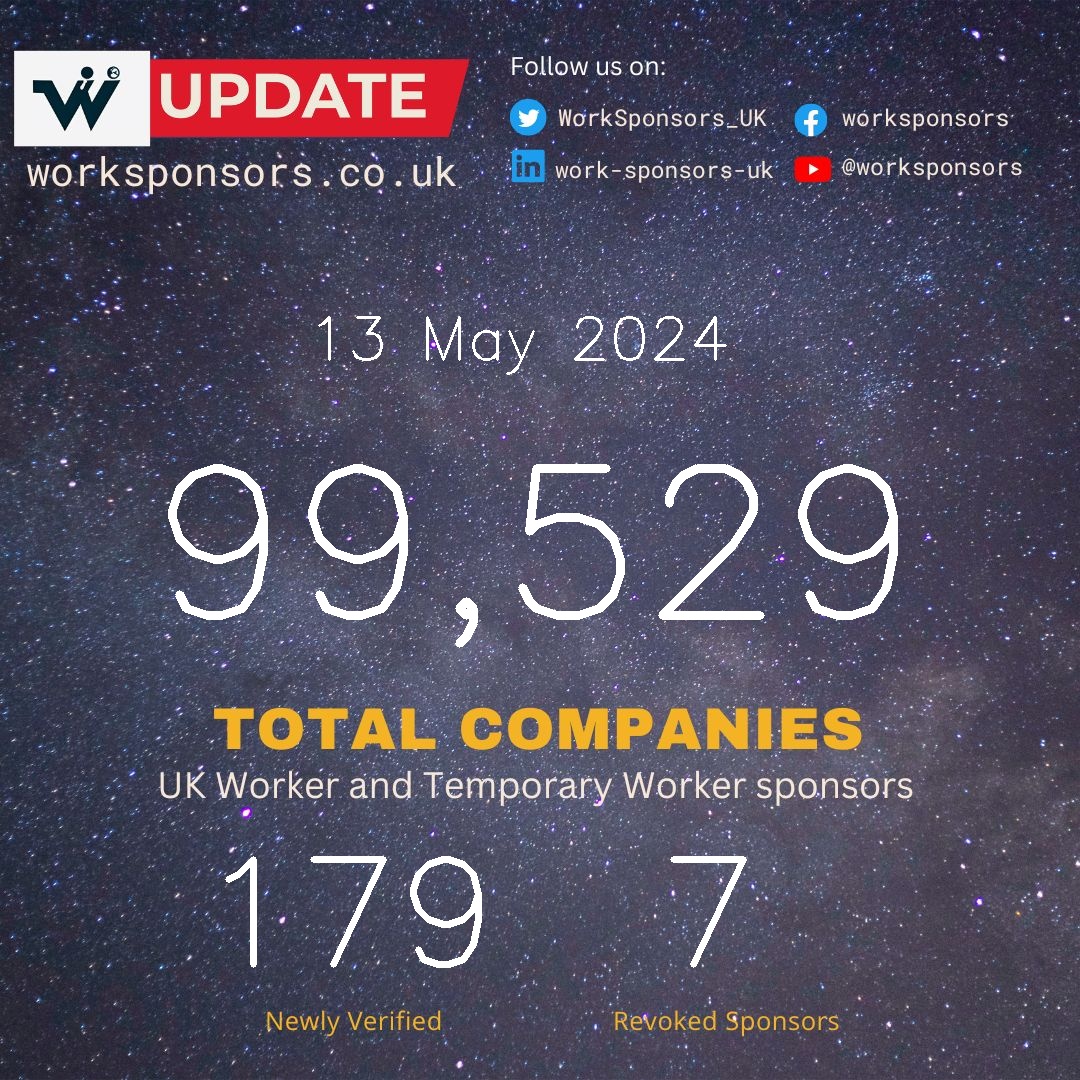 UPDATE
worksponsors.co.uk
Follow us on:
WorkSponsors_UK
worksponsors
work-sponsors-uk
@worksponsors
13 May 2024
99,529
TOTAL COMPANIES
UK Worker and Temporary Worker sponsors
179 7
Newly Verified Revoked Sponsors